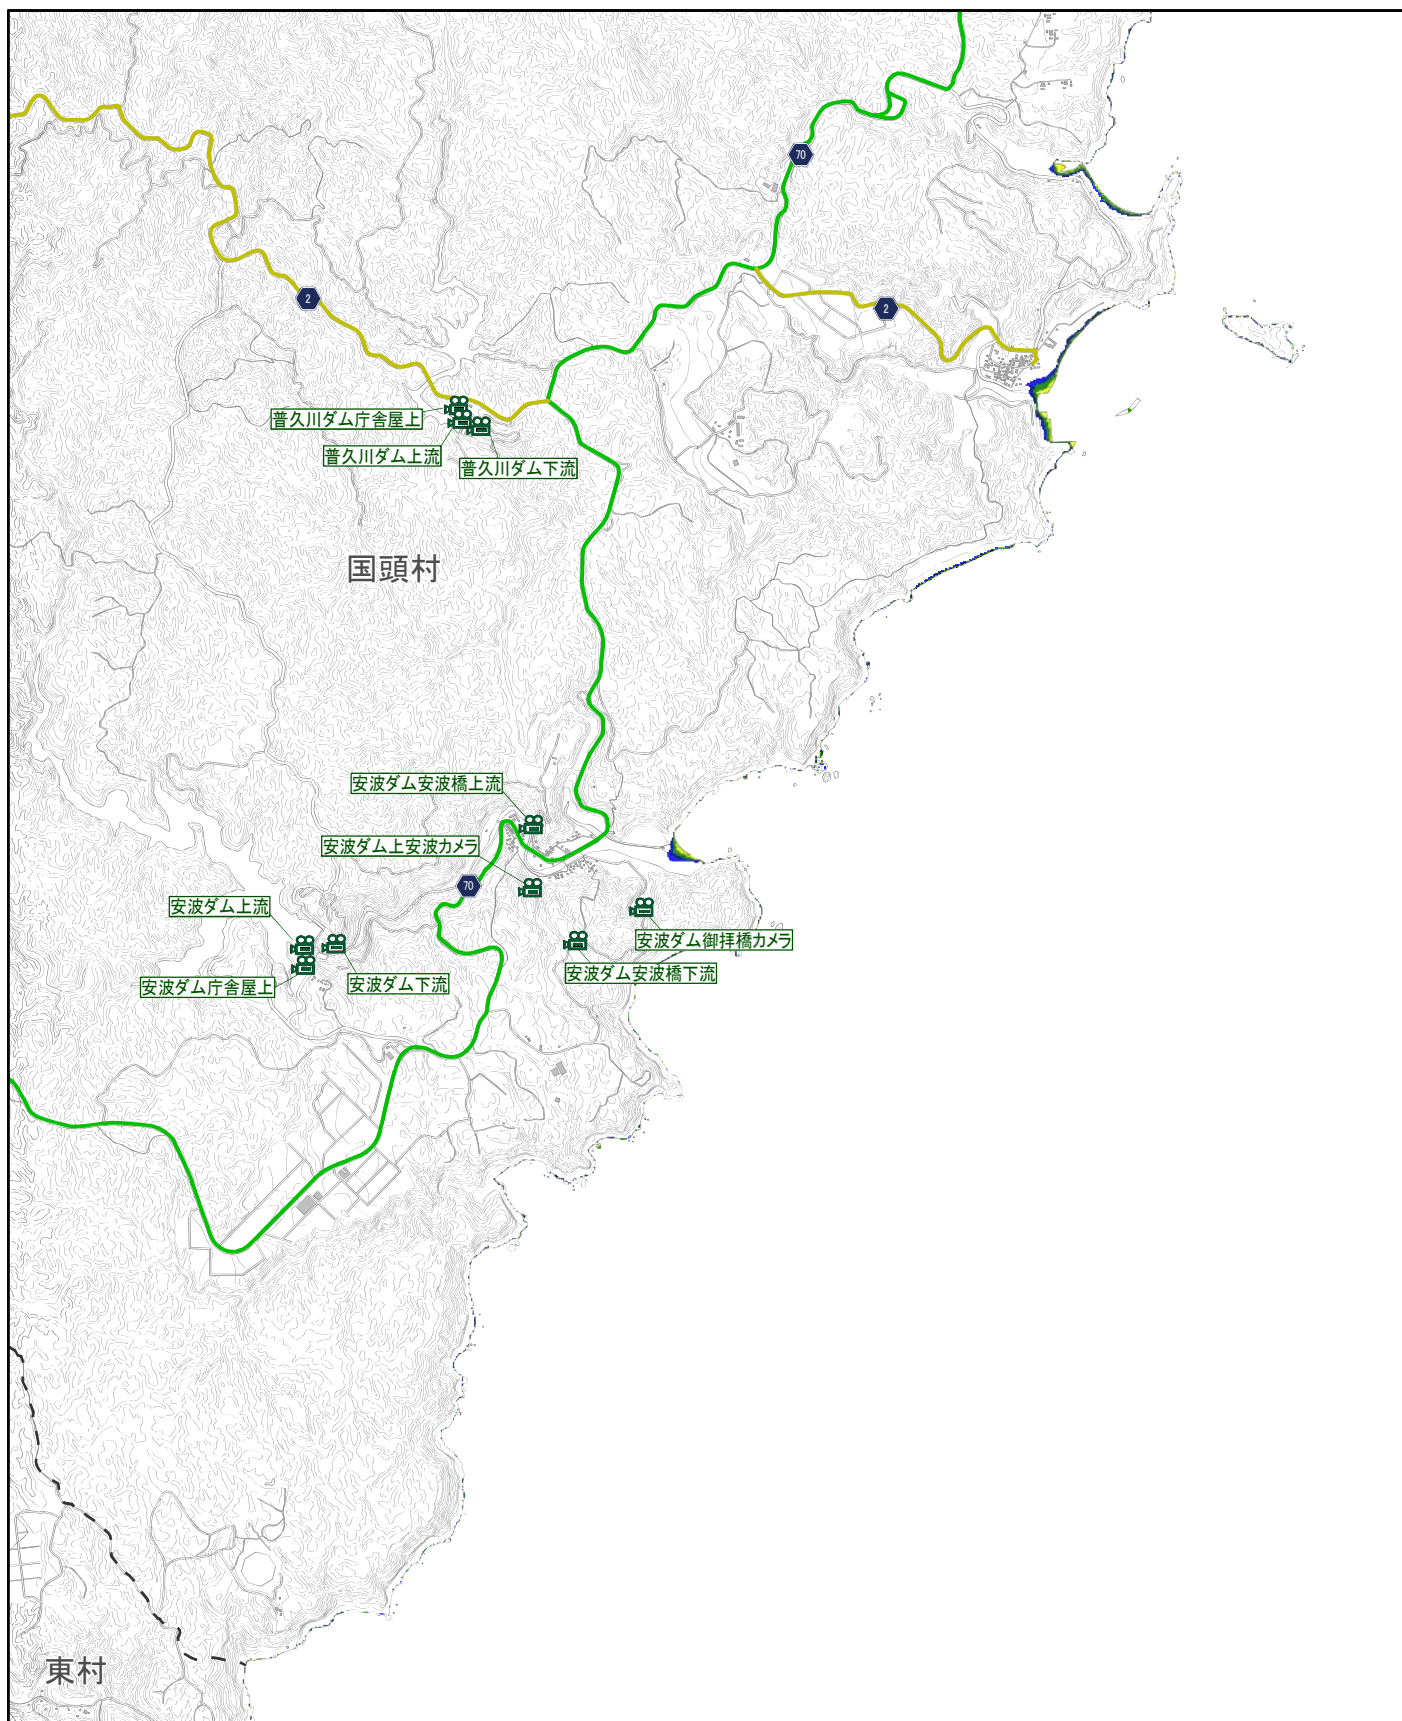 70
2
2
普久川ダム庁舎屋上
普久川ダム上流
普久川ダム下流
国頭村
安波ダム安波橋上流
安波ダム上安波カメラ
70
安波ダム上流
安波ダム御拝橋カメラ
安波ダム安波橋下流
安波ダム下流
安波ダム庁舎屋上
東村